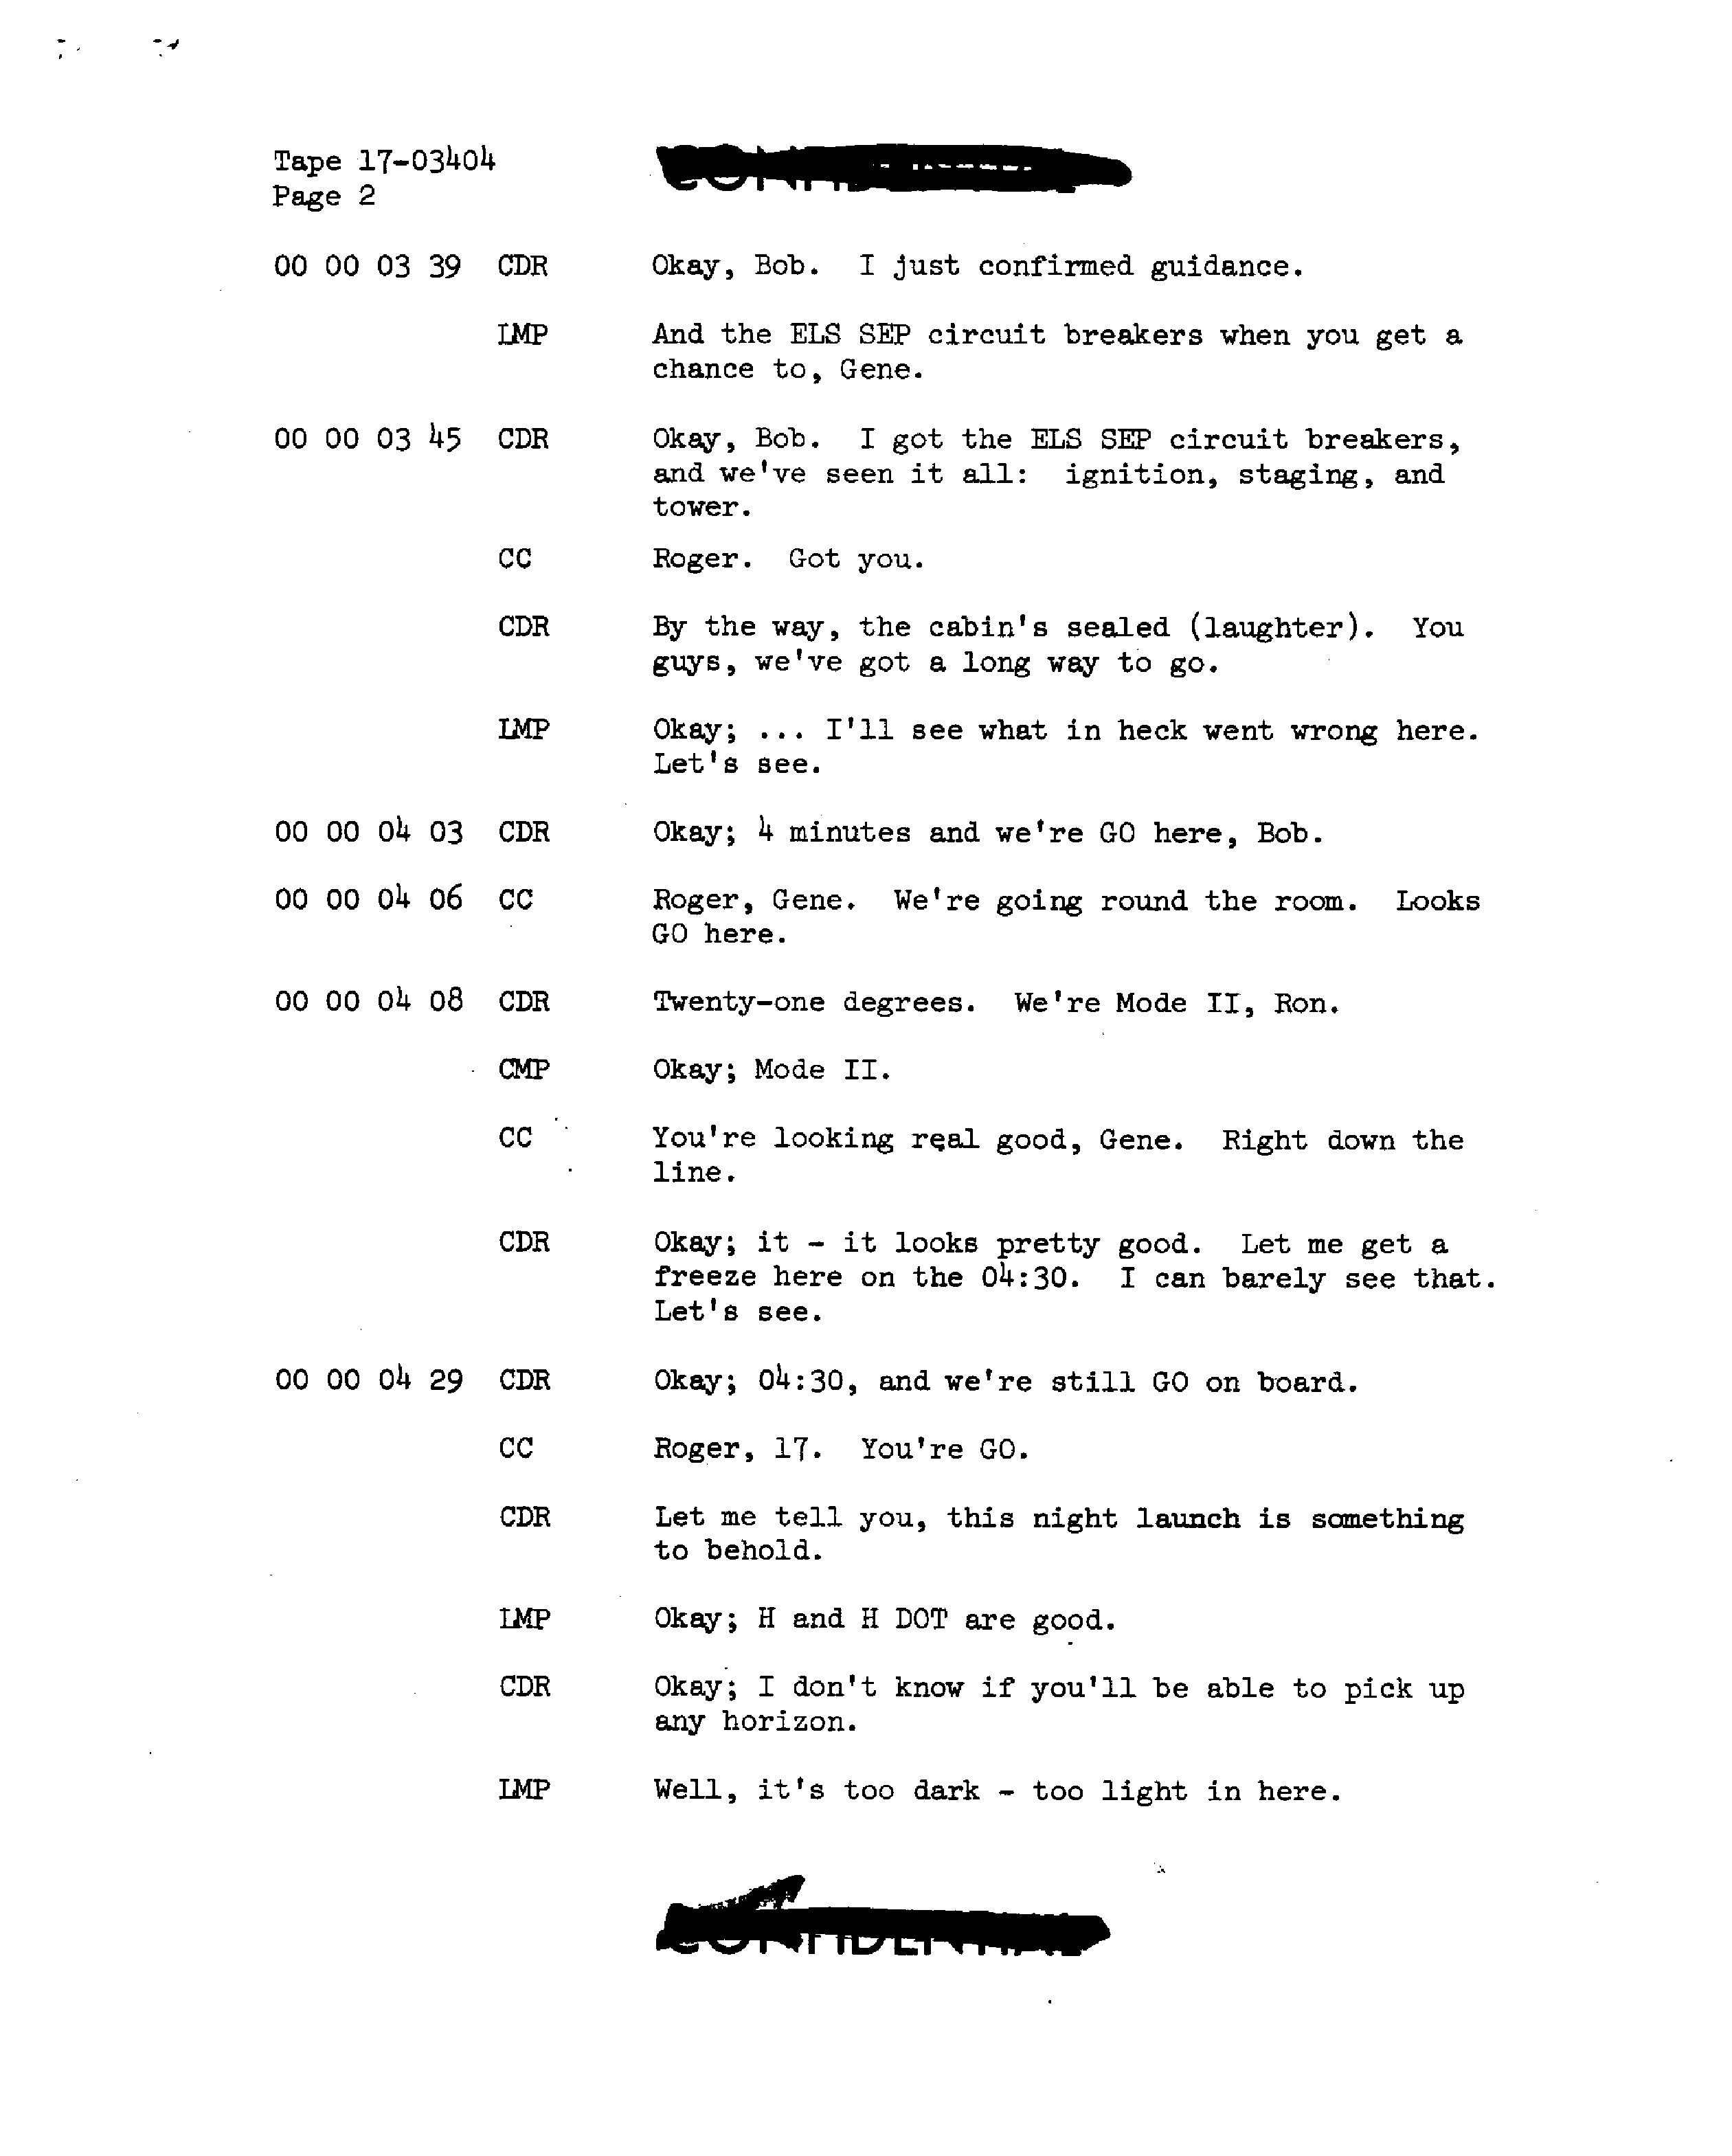 Tape 17-03404
Page 2
CONFIDENTIAL
00 00 03 39 CDR Okay, Bob. I just confirmed guidance.
LMP And the ELS SEP circuit breakers when you get a
chance to, Gene.
00 00 03 45 CDR Okay, Bob. I got the ELS SEP circuit breakers,
and we've seen it all: ignition, staging, and
tower.
CC Roger. Got you.
CDR By the way, the cabin's sealed (laughter). You
guys, we've got a long way to go.
LMP Okay; ... I'll see what in heck went wrong here.
Let's see.
00 00 04 03 CDR Okay; 4 minutes and we're GO here, Bob.
00 00 04 06 CC Roger, Gene. We're going round the room. Looks
GO here.
00 00 04 08 CDR Twenty-one degrees. We're Mode II, Ron.
CMP Okay; Mode II.
CC You're looking real good, Gene. Right down the
line.
CDR Okay; it - it looks pretty good. Let me get a
freeze here on the 04:30. I can barely see that.
Let's see.
00 00 04 29 CDR Okay; 04:30, and we're still GO on board.
CC Roger, 17. You're GO.
CDR Let me tell you, this night launch is something
to behold.
LMP Okay; H and H DOT are good.
CDR Okay; I don't know if you'll be able to pick up
any horizon.
LMP Well, it's too dark - too light in here.
CONFIDENTIAL